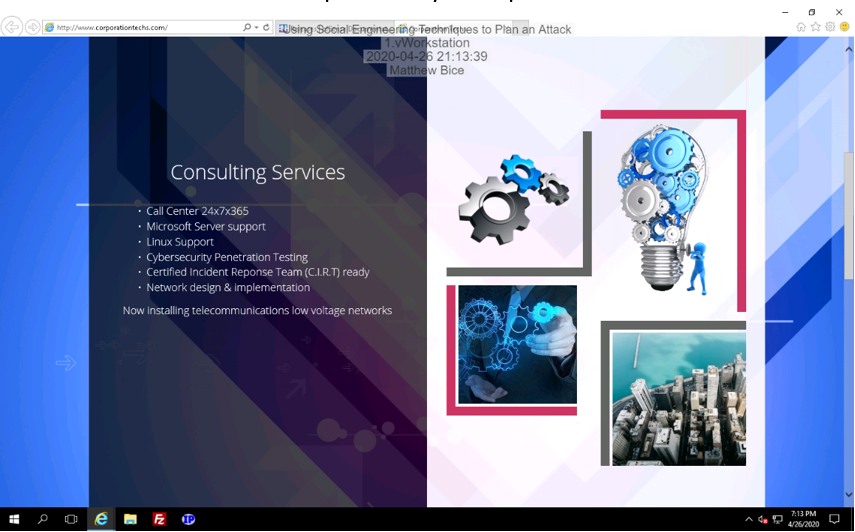 http://www.corporationtechs.com/
Using Social Engineering Techniques to Plan an Attack
1.vWorkstation
2020-04-26 21:13:39
Matthew Bice
Consulting Services
• Call Center 24x7x365
• Microsoft Server support
• Linux Support
• Cybersecurity Penetration Testing
• Certified Incident Reponse Team (C.I.R.T) ready
• Network design & implementation
Now installing telecommunications low voltage networks
7:13 PM
4/26/2020